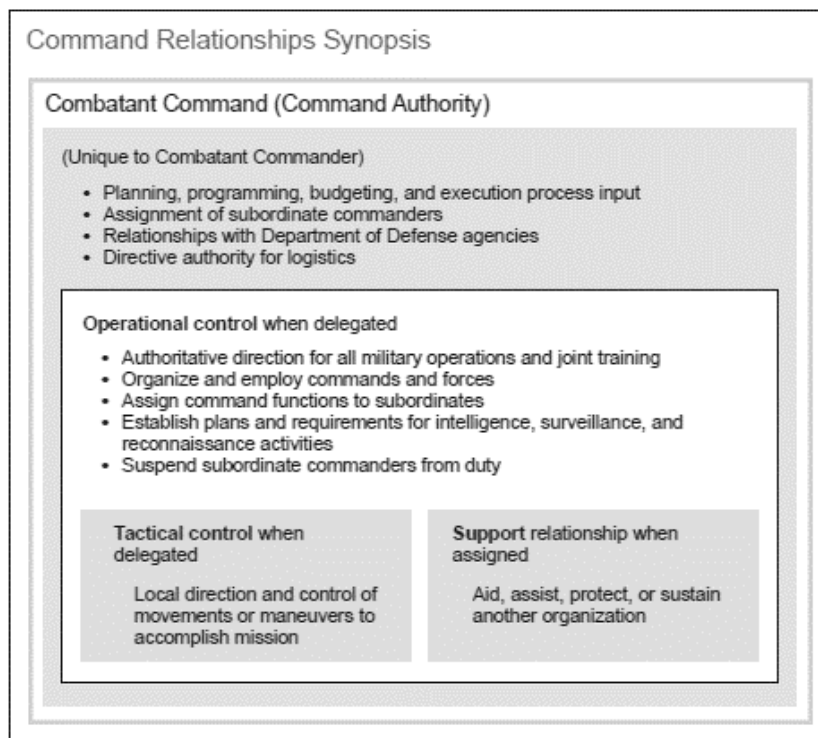 Command Relationships Synopsis
Combatant Command (Command Authority)
(Unique to Combatant Commander)
• Planning, programming, budgeting, and execution process input
• Assignment of subordinate commanders
• Relationships with Department of Defense agencies
• Directive authority for logistics
Operational control when delegated
• Authoritative direction for all military operations and joint training
• Organize and employ commands and forces
• Assign command functions to subordinates
• Establish plans and requirements for intelligence, surveillance, and
reconnaissance activities
• Suspend subordinate commanders from duty
Tactical control when
delegated
Local direction and control of
movements or maneuvers to
accomplish mission
Support relationship when
assigned
Aid, assist, protect, or sustain
another organization